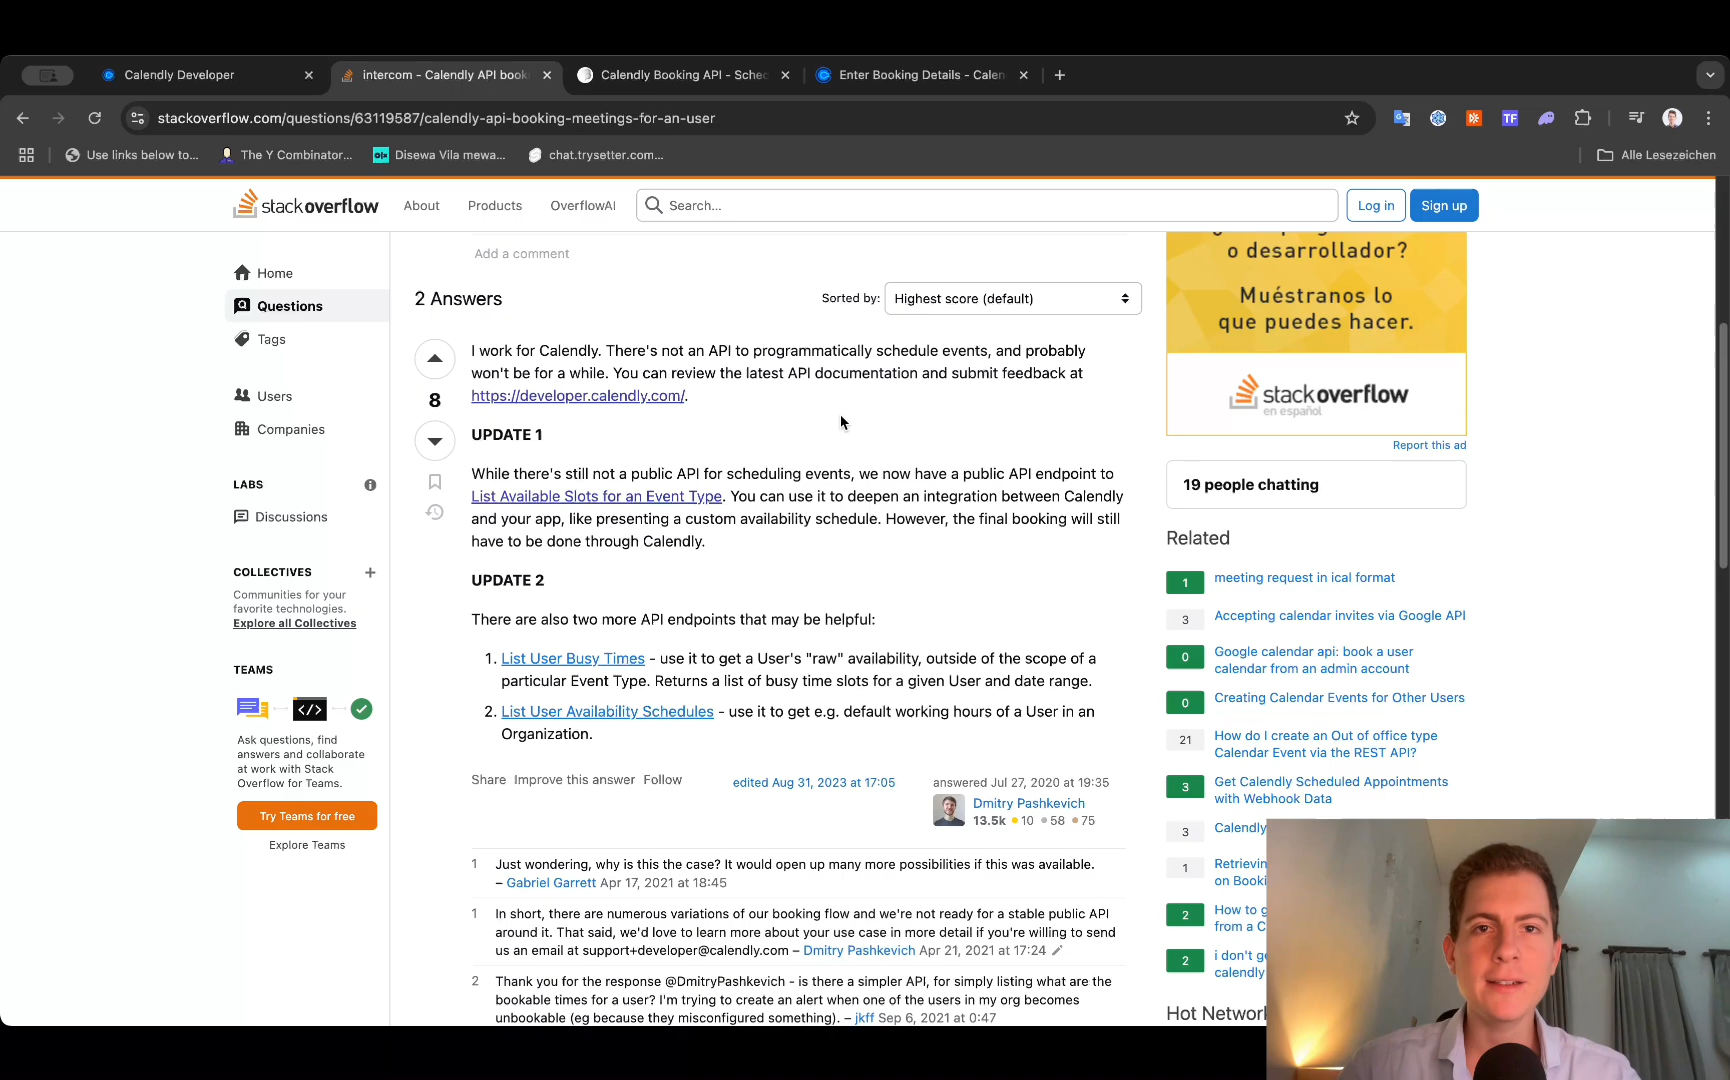 Calendly Developer
intercom - Calendly API book
Calendly Booking API - Sched
Enter Booking Details - Calen
stackoverflow.com/questions/63119587/calendly-api-booking-meetings-for-an-user
TF
Use links below to...
The Y Combinator...
Disewa Vila mewa...
chat.trysetter.com...
Alle Lesezeichen
stackoverflow
About
Products
OverflowAI
Search...
Log in
Sign up
Home
Questions
Tags
Users
Companies
LABS
Discussions
COLLECTIVES
Communities for your
favorite technologies.
Explore all Collectives
TEAMS
Ask questions, find
answers and collaborate
at work with Stack
Overflow for Teams.
Try Teams for free
Explore Teams
Add a comment
2 Answers
Sorted by:
Highest score (default)
8
I work for Calendly. There's not an API to programmatically schedule events, and probably
won't be for a while. You can review the latest API documentation and submit feedback at
https://developer.calendly.com/.
UPDATE 1
While there's still not a public API for scheduling events, we now have a public API endpoint to
List Available Slots for an Event Type. You can use it to deepen an integration between Calendly
and your app, like presenting a custom availability schedule. However, the final booking will still
have to be done through Calendly.
UPDATE 2
There are also two more API endpoints that may be helpful:
1. List User Busy Times - use it to get a User's "raw" availability, outside of the scope of a
particular Event Type. Returns a list of busy time slots for a given User and date range.
2. List User Availability Schedules - use it to get e.g. default working hours of a User in an
Organization.
Share Improve this answer Follow
edited Aug 31, 2023 at 17:05
answered Jul 27, 2020 at 19:35
Dmitry Pashkevich
13.5k 10 58 75
1 Just wondering, why is this the case? It would open up many more possibilities if this was available.
– Gabriel Garrett Apr 17, 2021 at 18:45
1 In short, there are numerous variations of our booking flow and we're not ready for a stable public API
around it. That said, we'd love to learn more about your use case in more detail if you're willing to send
us an email at support+developer@calendly.com – Dmitry Pashkevich Apr 21, 2021 at 17:24
2 Thank you for the response @DmitryPashkevich - is there a simpler API, for simply listing what are the
bookable times for a user? I'm trying to create an alert when one of the users in my org becomes
unbookable (eg because they misconfigured something). – jkff Sep 6, 2021 at 0:47
o desarrollador?
Muéstranos lo
que puedes hacer.
stackoverflow
en español
Report this ad
19 people chatting
Related
1 meeting request in ical format
3 Accepting calendar invites via Google API
0 Google calendar api: book a user
calendar from an admin account
0 Creating Calendar Events for Other Users
21 How do I create an Out of office type
Calendar Event via the REST API?
3 Get Calendly Scheduled Appointments
with Webhook Data
3 Calendly
1 Retrievin
on Booki
2 How to g
from a C
2 i don't ge
calendly
Hot Network